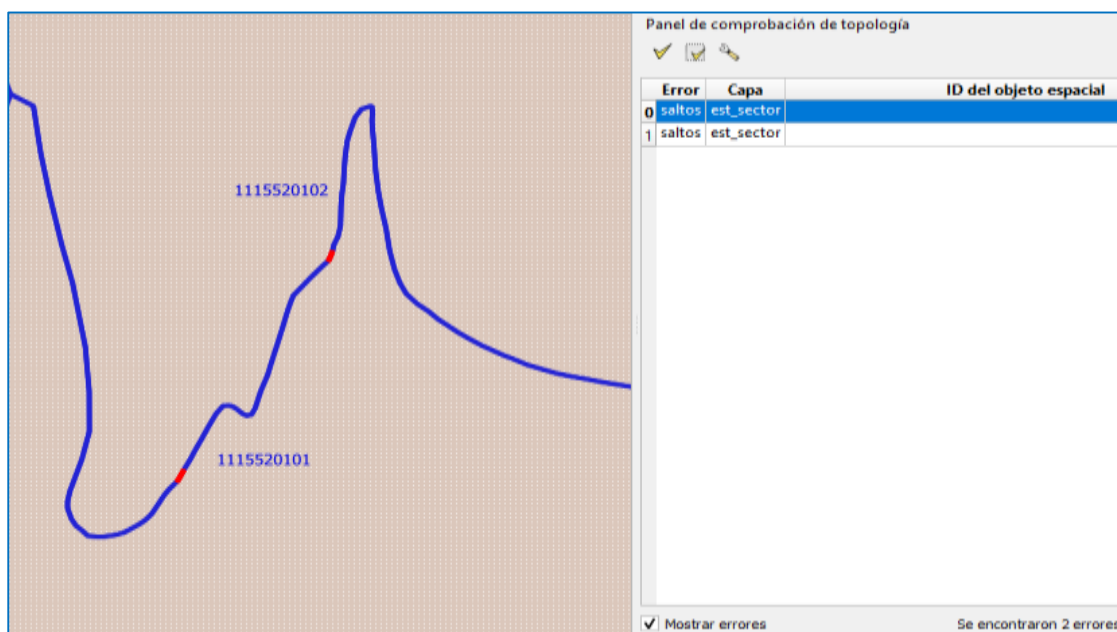 Panel de comprobación de topología
Error Capa ID del objeto espacial
0 saltos est_sector
1 saltos est_sector
1115520102
1115520101
Mostrar errores Se encontraron 2 errores